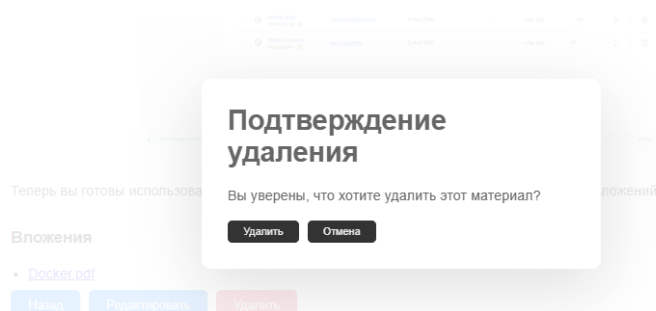 Подтверждение
удаления
Теперь вы готовы использова
ложений
Вы уверены, что хотите удалить этот материал?
Удалить Отмена
Вложения
Docker.pdf
Назад Редактировать Удалить